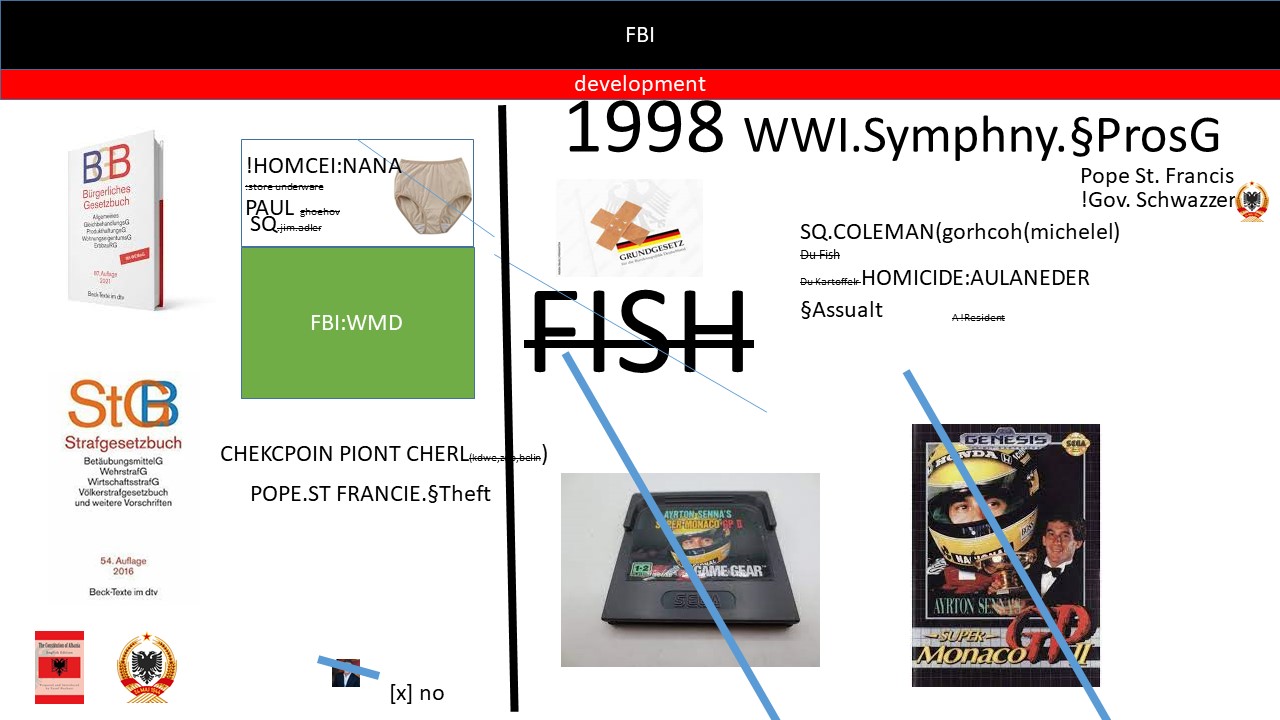 FBI
development
1998 WWI.Symphny.§ProsG
Pope St. Francis
!Gov. Schwazzer
BGB
Bürgerliches
Gesetzbuch
Allgemeines
GleichbehandlungsG
ProdukthaftungsG
WohnungseigentumsG
ErbbauRG
87. Auflage
2021
Beck-Texte im dtv
!HOMCEI:NANA
:store underware
PAUL ghoehov
SQ.jim.adler
FBI:WMD
GRUNDGESETZ
FISH
SQ.COLEMAN(gorhcoh(michelel)
Du Fish
Du Kartoffelr HOMICIDE:AULANEDER
§Assualt
A !Resident
StGB
Strafgesetzbuch
BetäubungsmittelG
WehrstrafG
WirtschaftsstrafG
Völkerstrafgesetzbuch
und weitere Vorschriften
54. Auflage
2016
Beck-Texte im dtv
CHEKCPOIN PIONT CHERL(kdwe,zoo,belin)
POPE.ST FRANCIE.§Theft
The Constitution of Albania
[x] no
AYRTON SENNA'S
SUPER MONACO GP II
GAME GEAR
SEGA
GENESIS
SEGA
HONDA
NATIONAL
AYRTON SENNA'S
SUPER
MONACO GP II